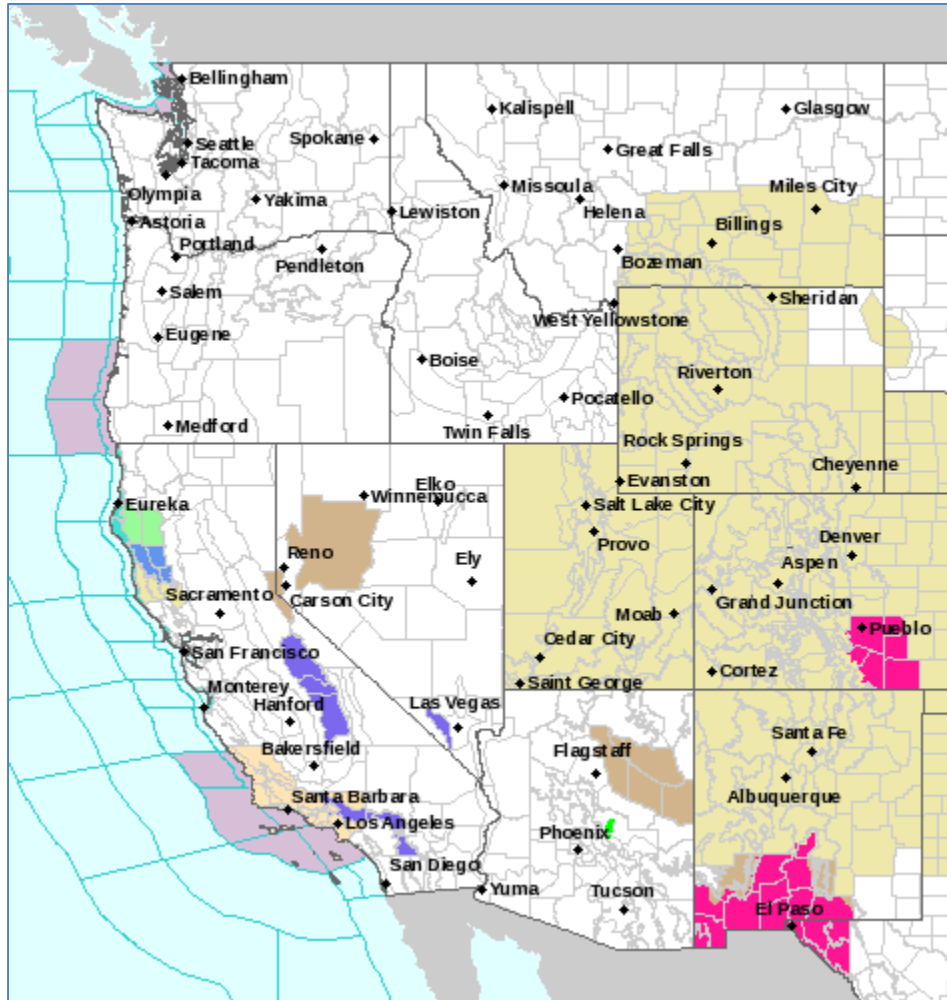 Bellingham
Kalispell
Glasgow
Spokane
Seattle
Great Falls
Tacoma
Olympia
Missoula
Miles City
Yakima
Helena
Lewiston
Astoria
Billings
Portland
Bozeman
Pendleton
Salem
Sheridan
West Yellowstone
Eugene
Boise
Riverton
Pocatello
Medford
Twin Falls
Rock Springs
Cheyenne
Elko
Evanston
Winnemucca
Eureka
Salt Lake City
Denver
Provo
Reno
Ely
Aspen
Sacramento
Carson City
Grand Junction
Moab
Pueblo
Cedar City
San Francisco
Cortez
Saint George
Monterey
Hanford
Las Vegas
Santa Fe
Bakersfield
Flagstaff
Albuquerque
Santa Barbara
Los Angeles
Phoenix
San Diego
Yuma
Tucson
El Paso